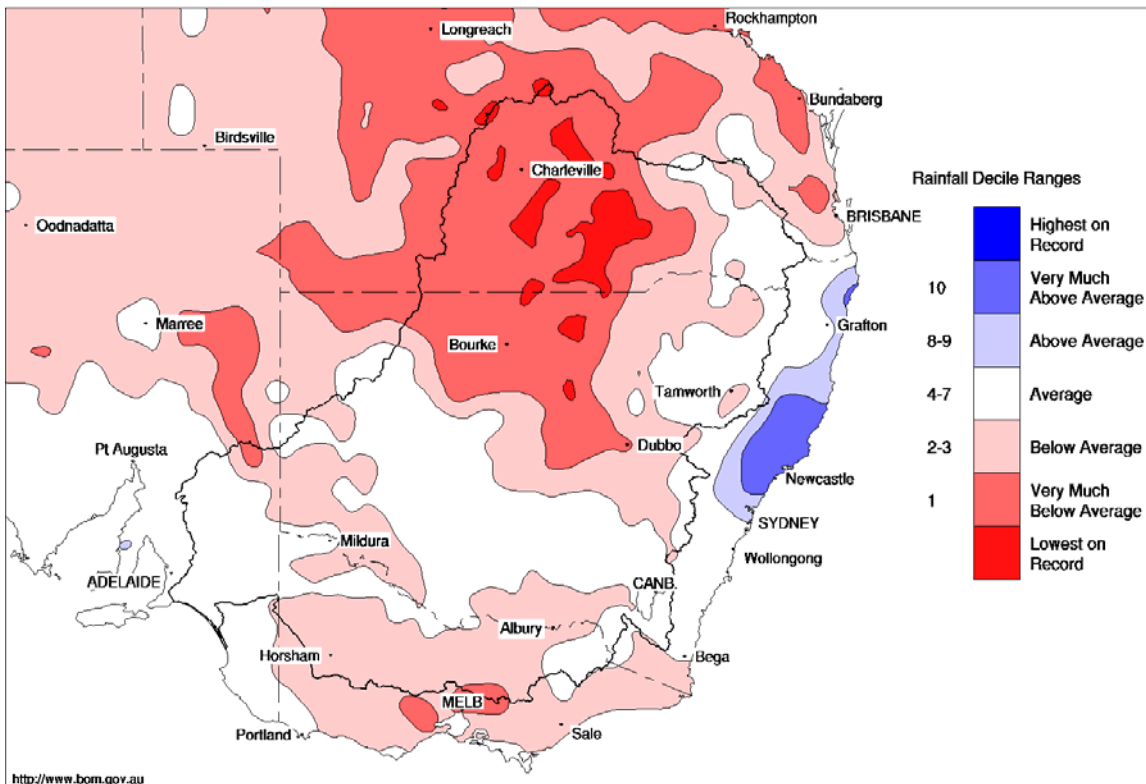 Longreach
Rockhampton
Bundaberg
Birdsville
Charleville
Oodnadatta
BRISBANE
Marree
Bourke
Grafton
Tamworth
Pt Augusta
Dubbo
Newcastle
SYDNEY
Mildura
Wollongong
ADELAIDE
CANB.
Albury
Horsham
Bega
MELB
Portland
Sale
http://www.bom.gov.au
Rainfall Decile Ranges
Highest on
Record
10
Very Much
Above Average
8-9
Above Average
4-7
Average
2-3
Below Average
1
Very Much
Below Average
Lowest on
Record